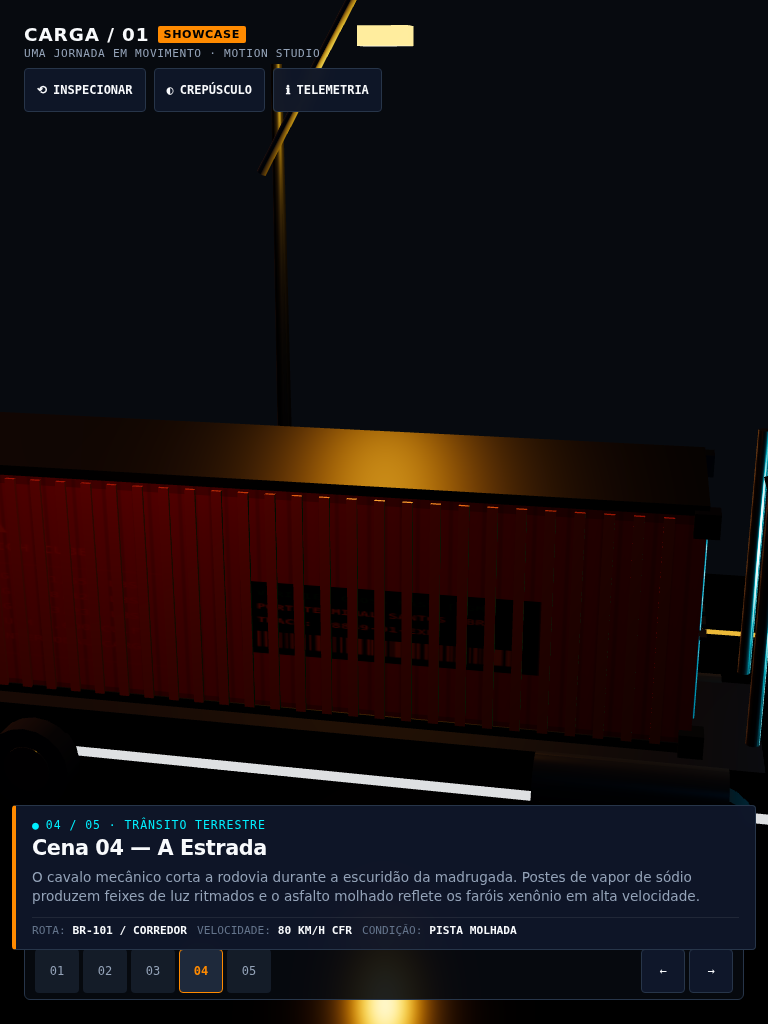 CARGA / 01 SHOWCASE
UMA JORNADA EM MOVIMENTO · MOTION STUDIO
⟲ INSPECIONAR ◐ CREPÚSCULO ℹ TELEMETRIA
● 04 / 05 · TRÂNSITO TERRESTRE
Cena 04 — A Estrada
O cavalo mecânico corta a rodovia durante a escuridão da madrugada. Postes de vapor de sódio
produzem feixes de luz ritmados e o asfalto molhado reflete os faróis xenônio em alta velocidade.
ROTA: BR-101 / CORREDOR VELOCIDADE: 80 KM/H CFR CONDIÇÃO: PISTA MOLHADA
01 02 03 04 05 ← →